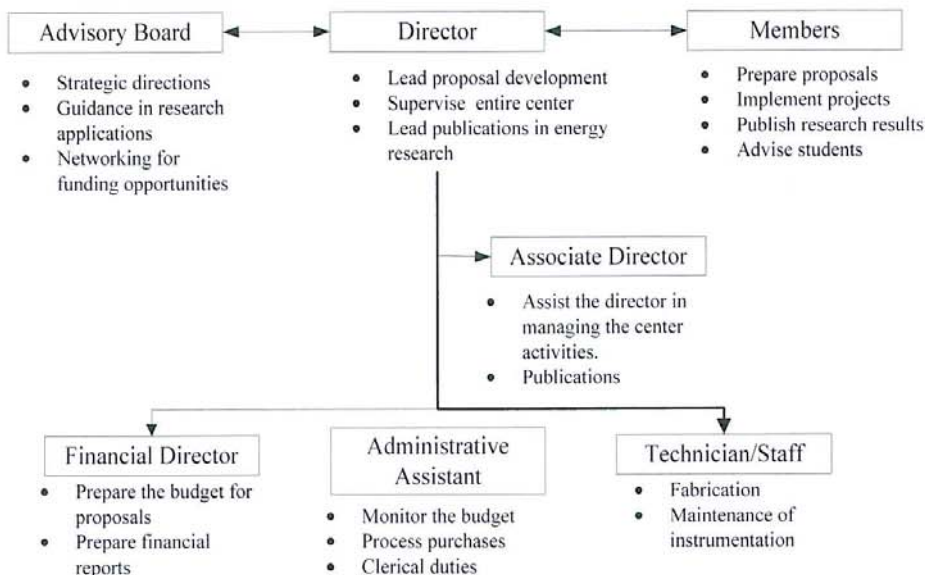 Advisory Board
Director
Members
• Strategic directions
• Guidance in research
applications
• Networking for
funding opportunities
• Lead proposal development
• Supervise entire center
• Lead publications in energy
research
• Prepare proposals
• Implement projects
• Publish research results
• Advise students
Associate Director
• Assist the director in
managing the center
activities.
• Publications
Financial Director
• Prepare the budget for
proposals
• Prepare financial
reports
Administrative
Assistant
• Monitor the budget
• Process purchases
• Clerical duties
Technician/Staff
• Fabrication
• Maintenance of
instrumentation